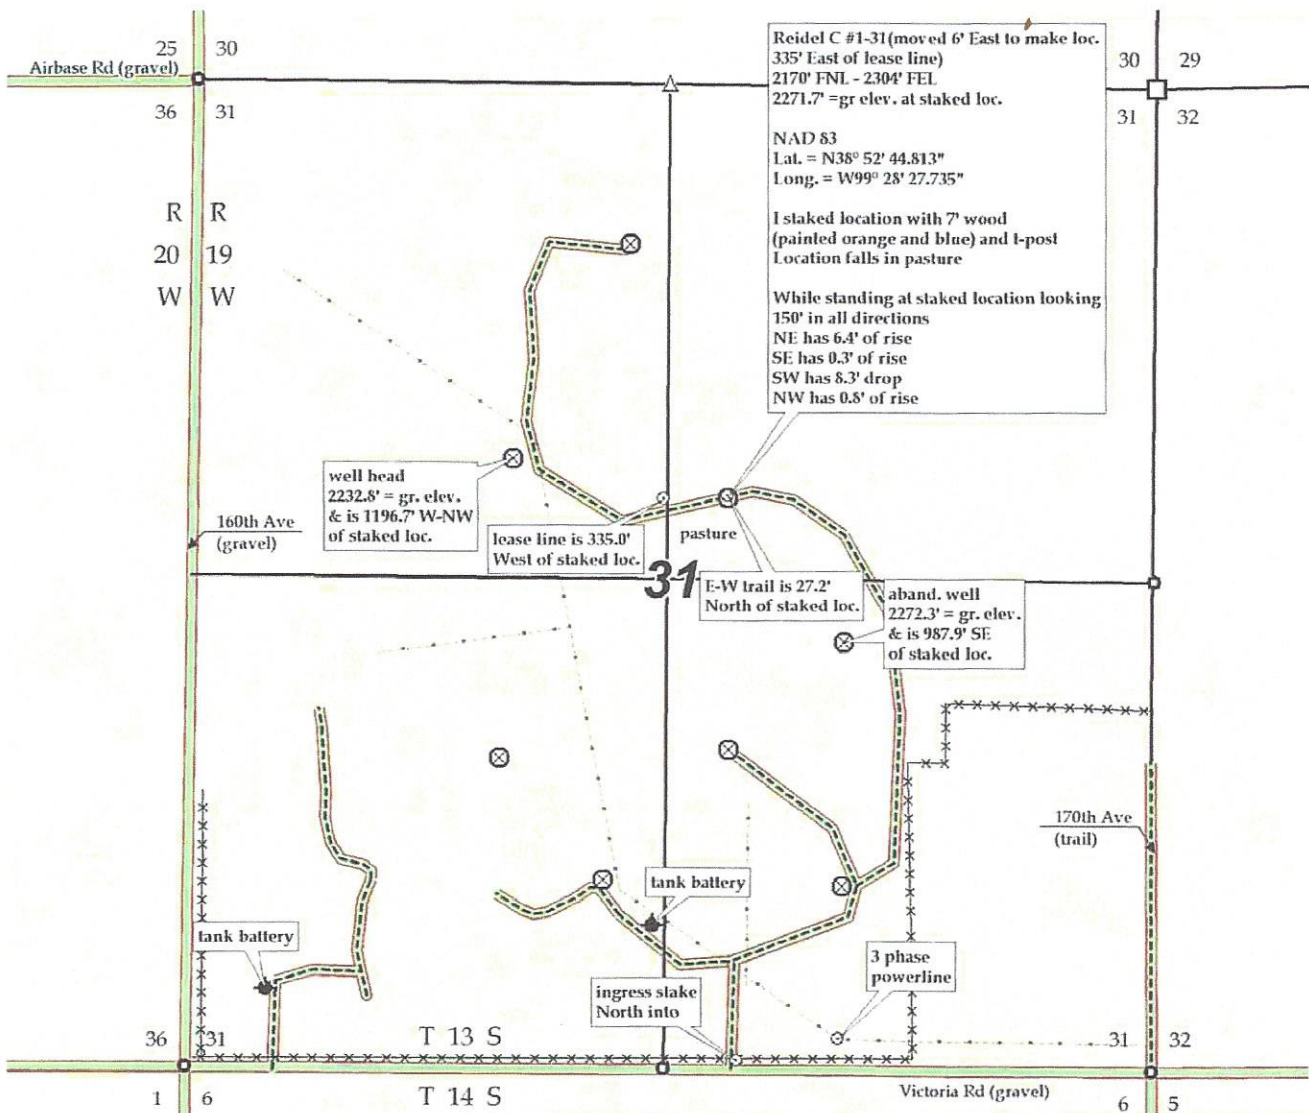 25 30
Airbase Rd (gravel)
36 31
Reidel C #1-31(moved 6' East to make loc.
335' East of lease line)
2170' FNL - 2304' FEL
2271.7' =gr elev. at staked loc.
NAD 83
Lat. = N38° 52' 44.813"
Long. = W99° 28' 27.735"
I staked location with 7' wood
(painted orange and blue) and t-post
Location falls in pasture
While standing at staked location looking
150' in all directions
NE has 6.4' of rise
SE has 0.3' of rise
SW has 8.3' drop
NW has 0.8' of rise
30 29
31 32
R R
20 19
W W
well head
2232.8' = gr. elev.
& is 1196.7' W-NW
of staked loc.
160th Ave
(gravel)
lease line is 335.0'
West of staked loc.
pasture
31
E-W trail is 27.2'
North of staked loc.
aband. well
2272.3' = gr. elev.
& is 987.9' SE
of staked loc.
170th Ave
(trail)
tank battery
tank battery
3 phase
powerline
ingress stake
North into
36 31
T 13 S
31 32
1 6
T 14 S
Victoria Rd (gravel)
6 5